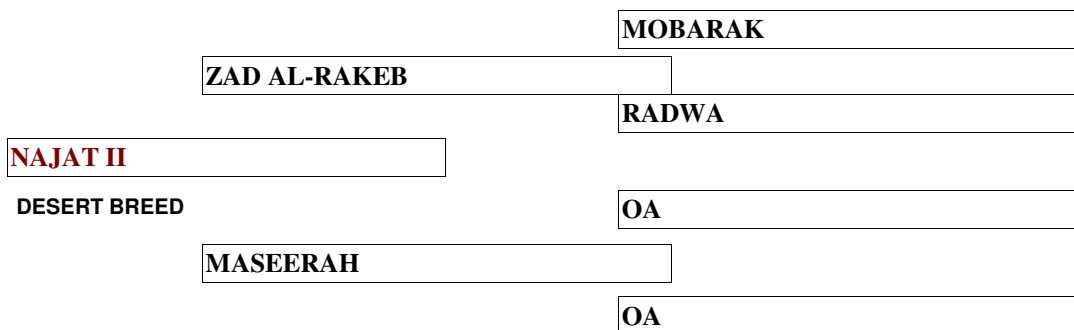 MOBARAK
ZAD AL-RAKEB
RADWA
NAJAT II
DESERT BREED
OA
MASEERAH
OA